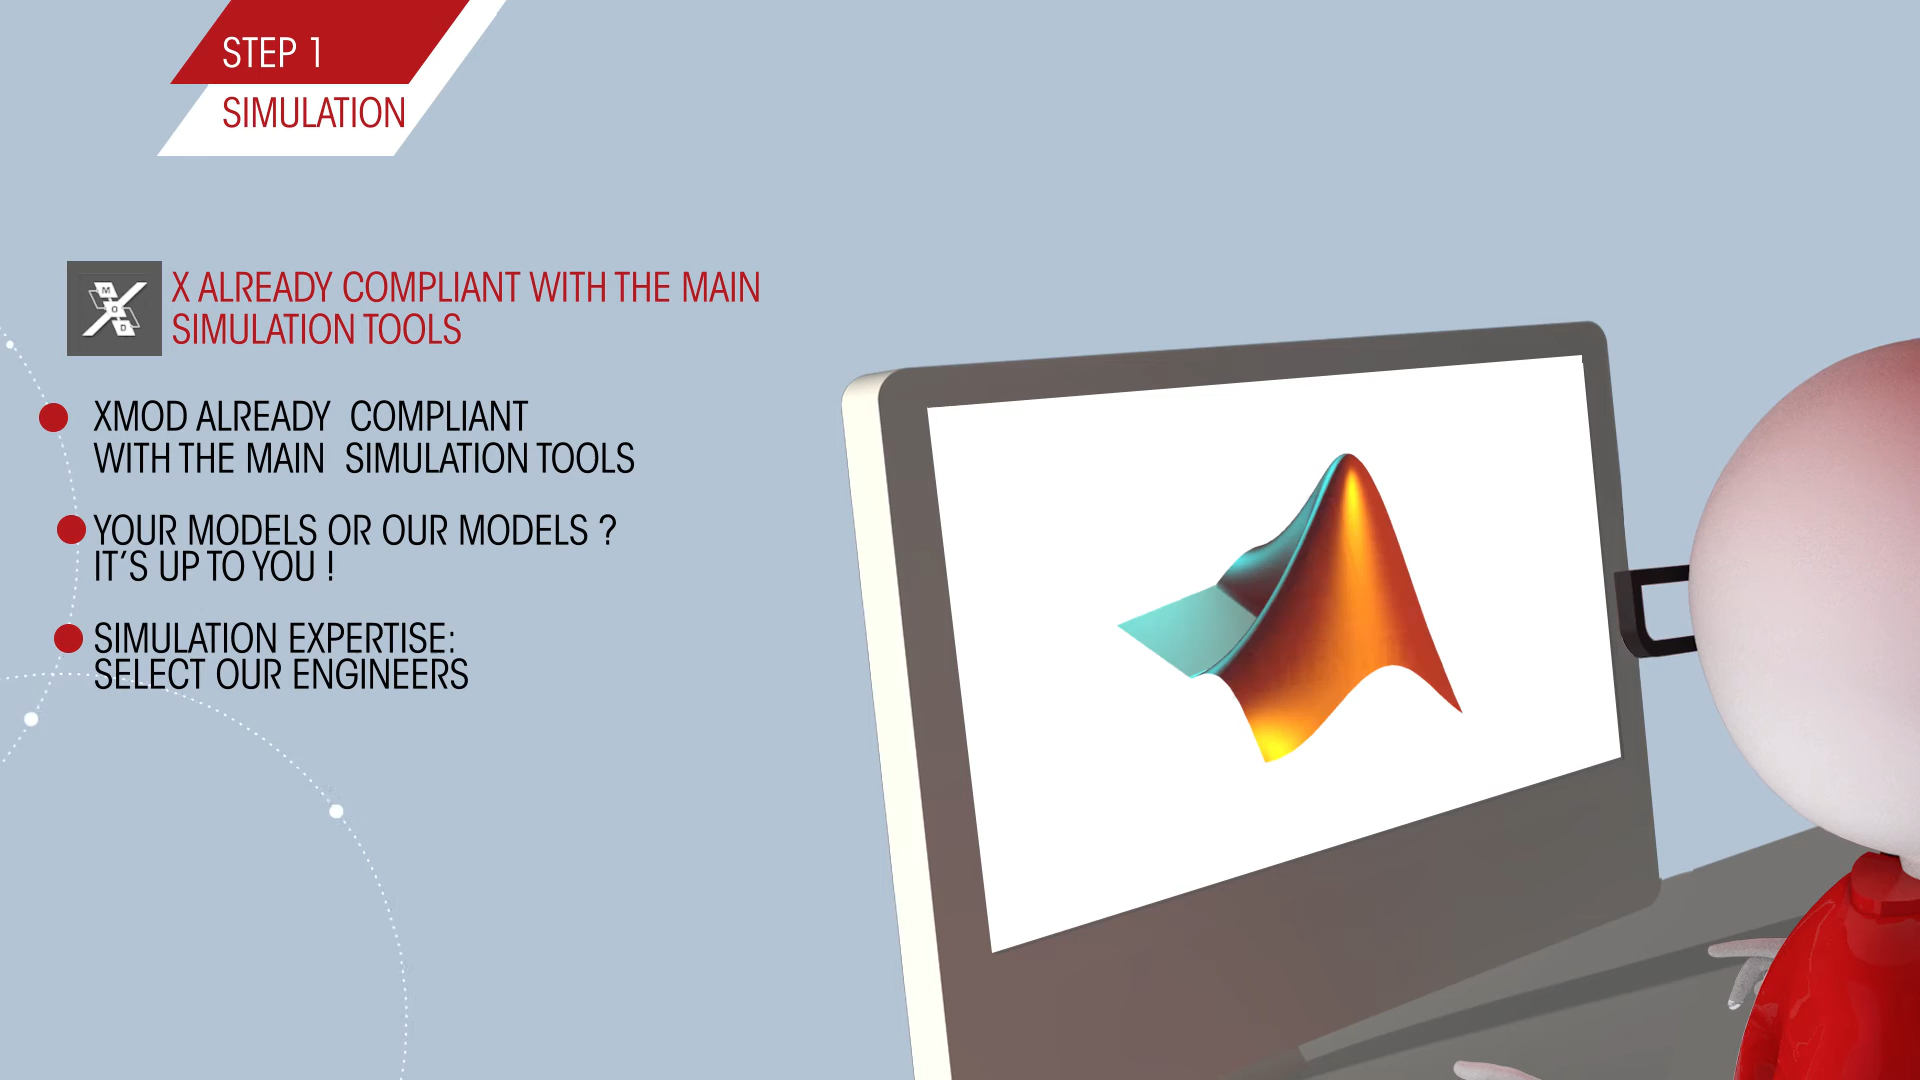 STEP 1
SIMULATION
MOD
X ALREADY COMPLIANT WITH THE MAIN
SIMULATION TOOLS
XMOD ALREADY COMPLIANT
WITH THE MAIN SIMULATION TOOLS
YOUR MODELS OR OUR MODELS ?
IT’S UP TO YOU !
SIMULATION EXPERTISE:
SELECT OUR ENGINEERS